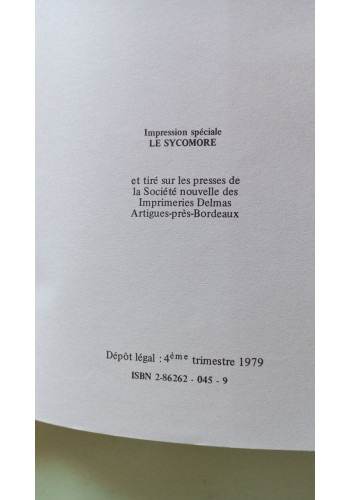 Impression spéciale
LE SYCOMORE
et tiré sur les presses de
la Société nouvelle des
Imprimeries Delmas
Artigues-près-Bordeaux
Dépôt légal : 4ème trimestre 1979
ISBN 2-86262 - 045 - 9